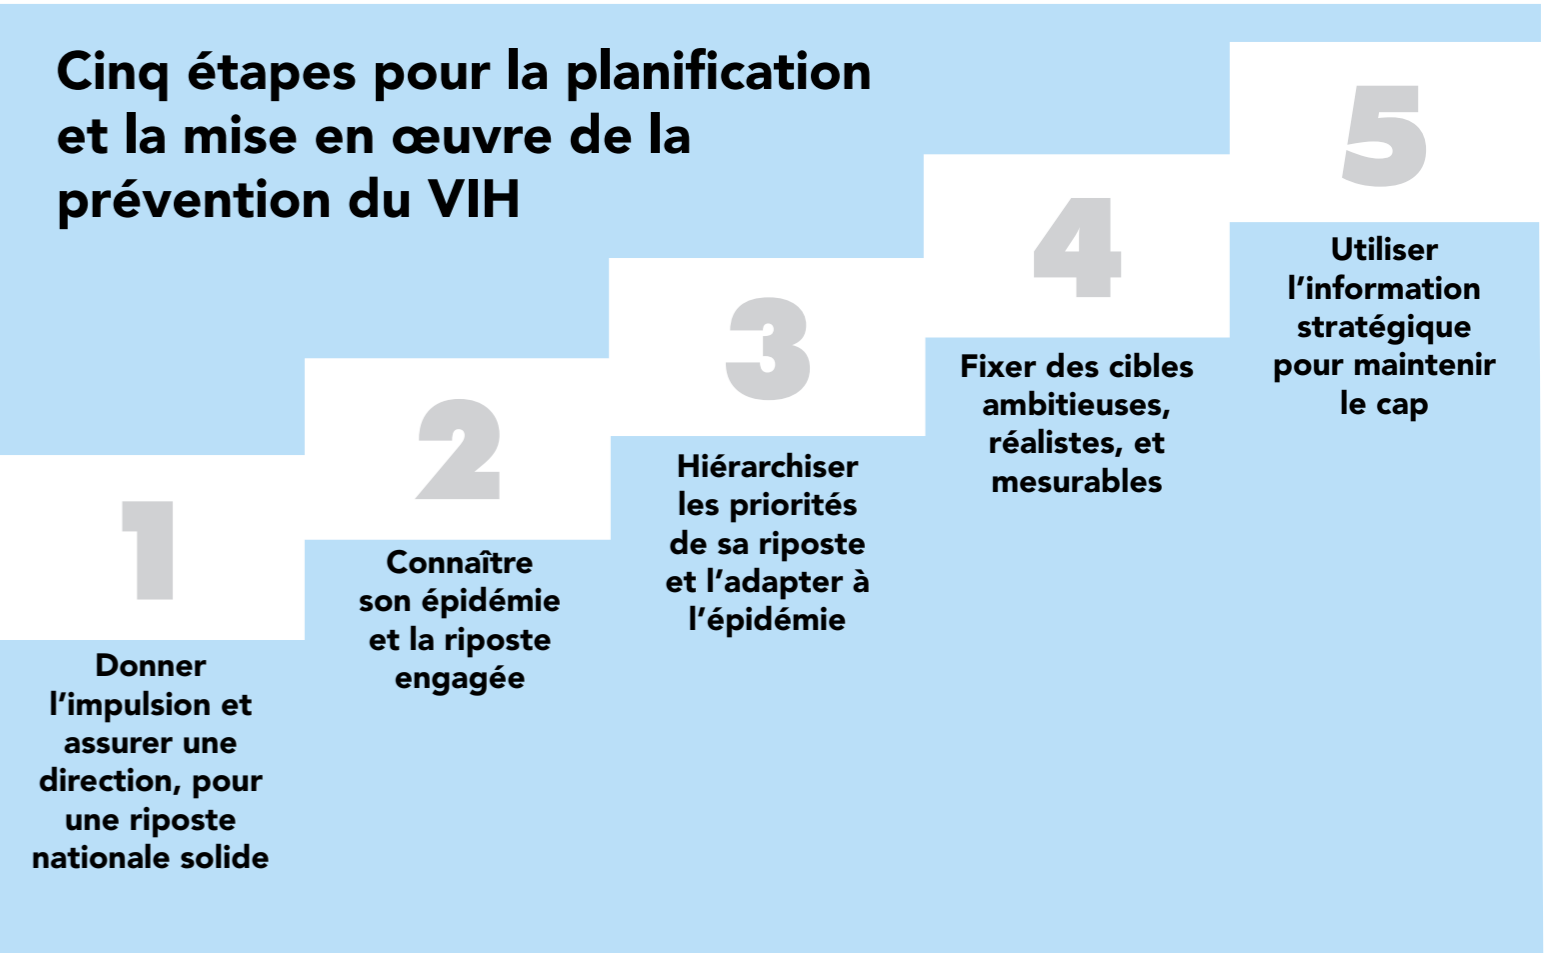 Cinq étapes pour la planification
et la mise en œuvre de la
prévention du VIH
1
Donner
l’impulsion et
assurer une
direction, pour
une riposte
nationale solide
2
Connaître
son épidémie
et la riposte
engagée
3
Hiérarchiser
les priorités
de sa riposte
et l’adapter à
l’épidémie
4
Fixer des cibles
ambitieuses,
réalistes, et
mesurables
5
Utiliser
l’information
stratégique
pour maintenir
le cap